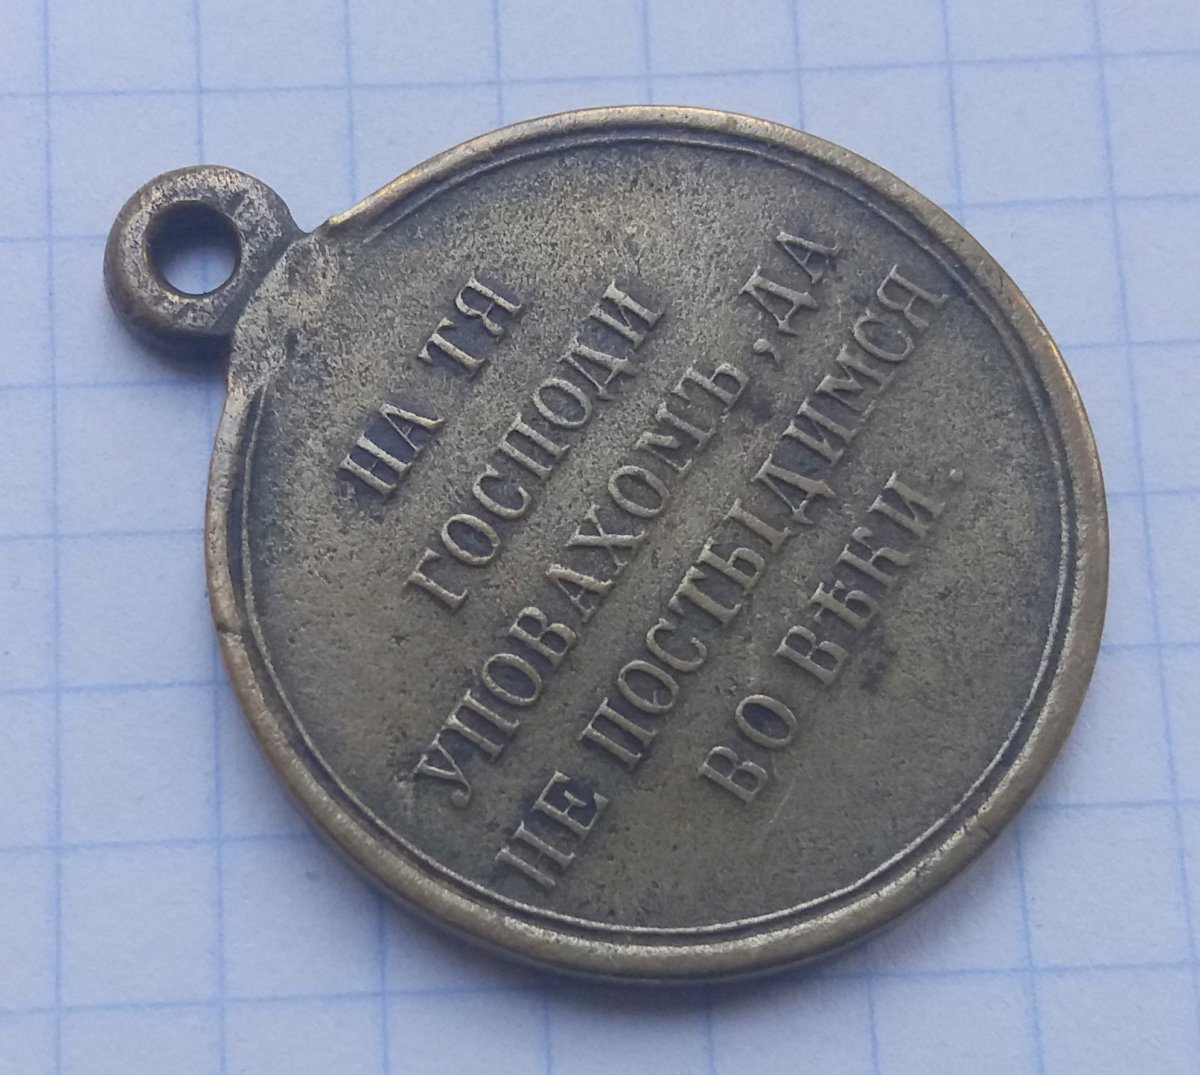 НА ТЯ
ГОСПОДИ
УПОВАХОМЪ, ДА
НЕ ПОСТЫДИМСЯ
ВО ВѢКИ.